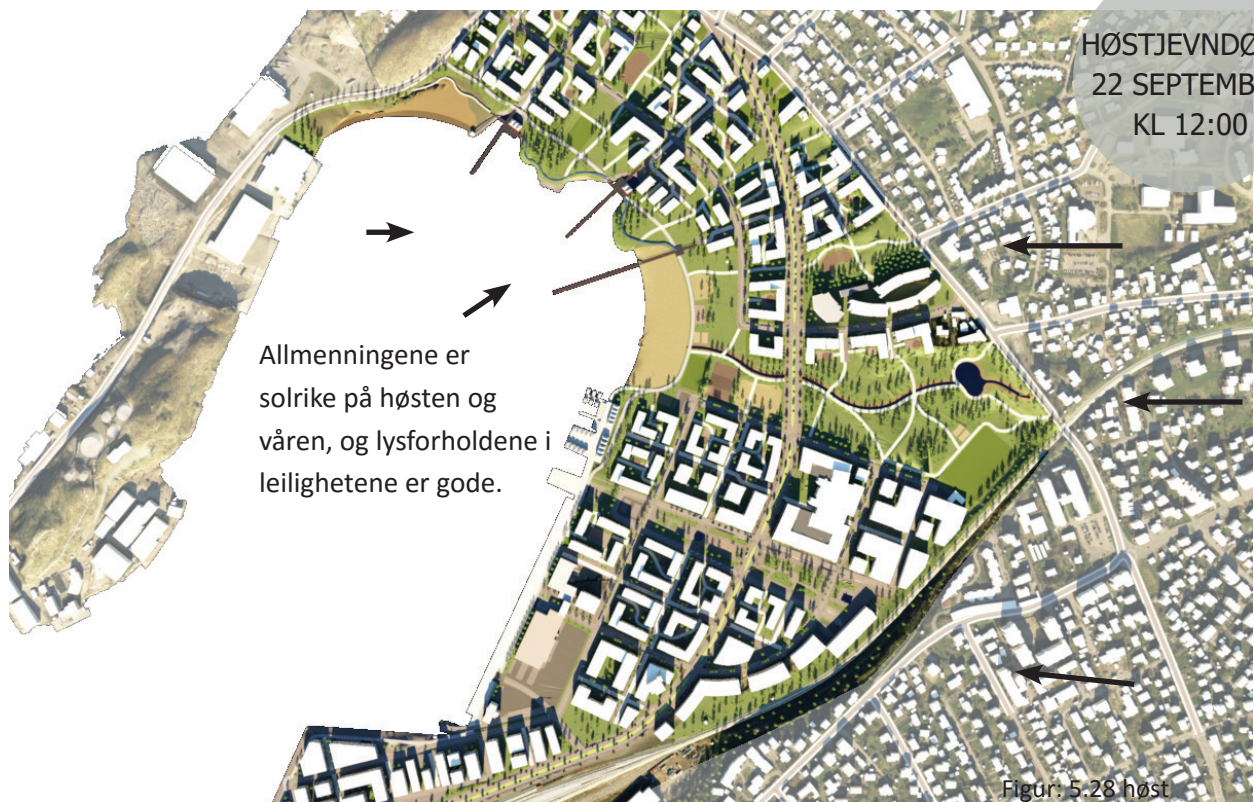 HØSTJEVNDØ
22 SEPTEMB
KL 12:00
Allmenningene er
solrike på høsten og
våren, og lysforholdene i
leilighetene er gode.
Figur: 5.28 høst